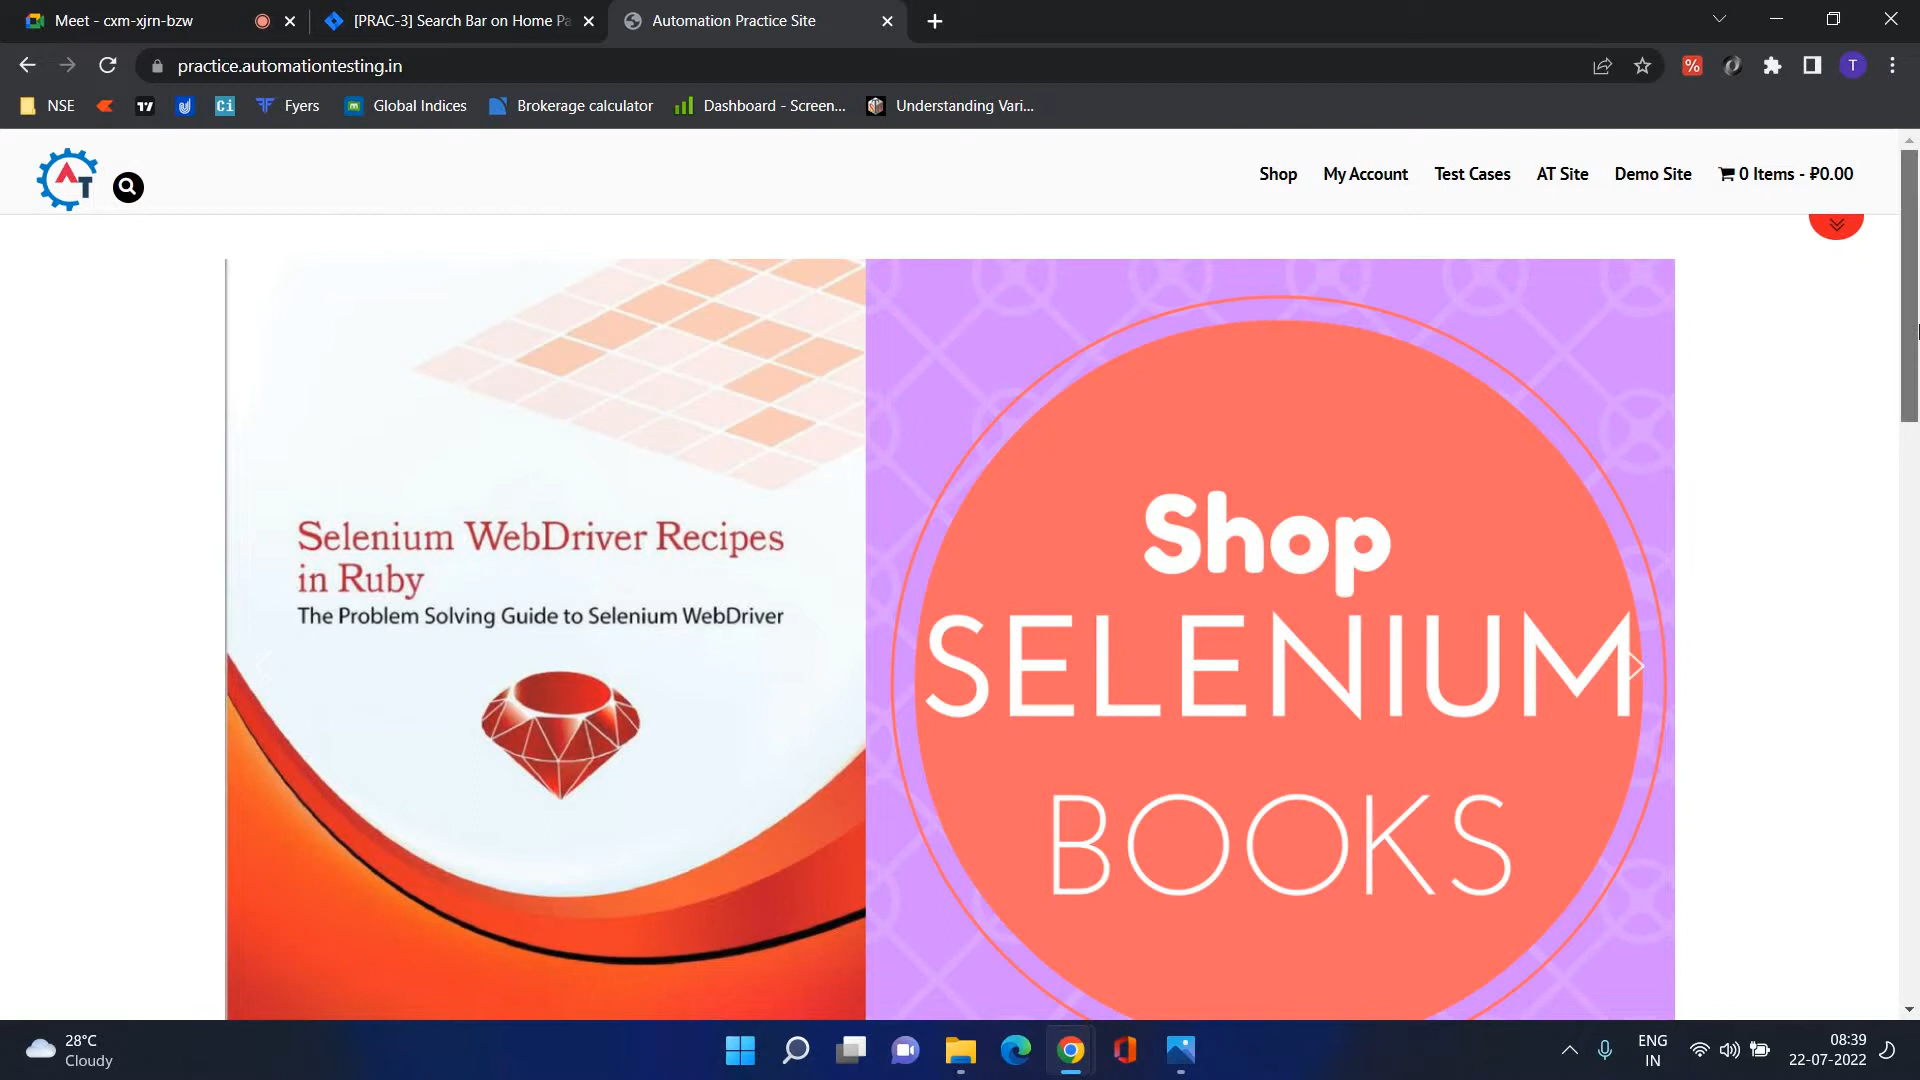 Meet - cxm-xjrn-bzw
[PRAC-3] Search Bar on Home Pa
Automation Practice Site
practice.automationtesting.in
T
NSE
Ci
Fyers
Global Indices
Brokerage calculator
Dashboard - Screen...
Understanding Vari...
AT
Shop
My Account
Test Cases
AT Site
Demo Site
0 Items - ₽0.00
Selenium WebDriver Recipes
in Ruby
The Problem Solving Guide to Selenium WebDriver
Shop
SELENIUM
BOOKS
28°C
Cloudy
ENG
IN
08:39
22-07-2022